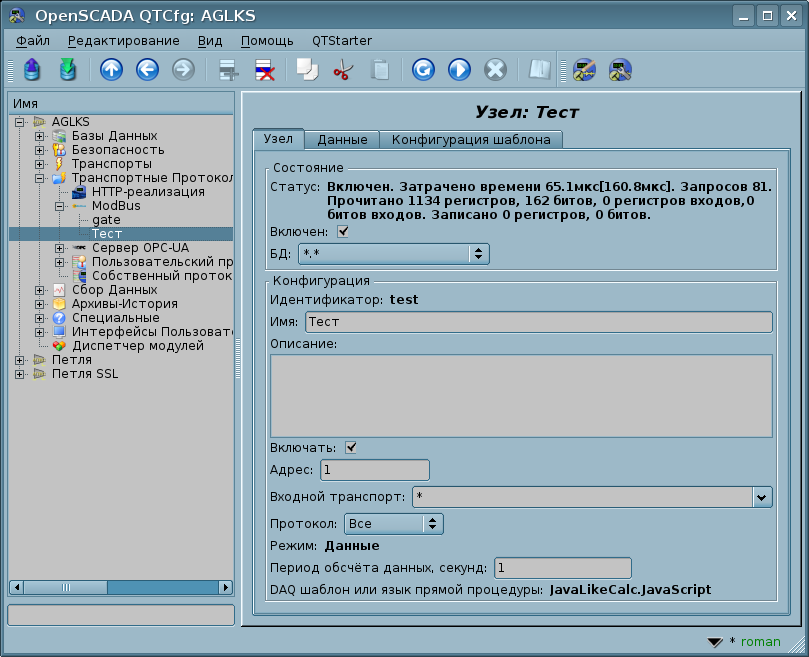 OpenSCADA QTCfg: AGLKS
Файл Редактирование Вид Помощь QTStarter
Имя
AGLKS
Базы Данных
Безопасность
Транспорты
Транспортные Протокол
HTTP-реализация
ModBus
gate
Тест
Сервер OPC-UA
Пользовательский пр
Собственный проток
Сбор Данных
Архивы-История
Специальные
Интерфейсы Пользоват
Диспетчер модулей
Петля
Петля SSL
Узел: Тест
Узел Данные Конфигурация шаблона
Состояние
Статус: Включен. Затрачено времени 65.1мкс[160.8мкс]. Запросов 81.
Прочитано 1134 регистров, 162 битов, 0 регистров входов,0
битов входов. Записано 0 регистров, 0 битов.
Включен:
БД: *.*
Конфигурация
Идентификатор: test
Имя: Тест
Описание:
Включать:
Адрес: 1
Входной транспорт: *
Протокол: Все
Режим: Данные
Период обсчёта данных, секунд: 1
DAQ шаблон или язык прямой процедуры: JavaLikeCalc.JavaScript
* roman